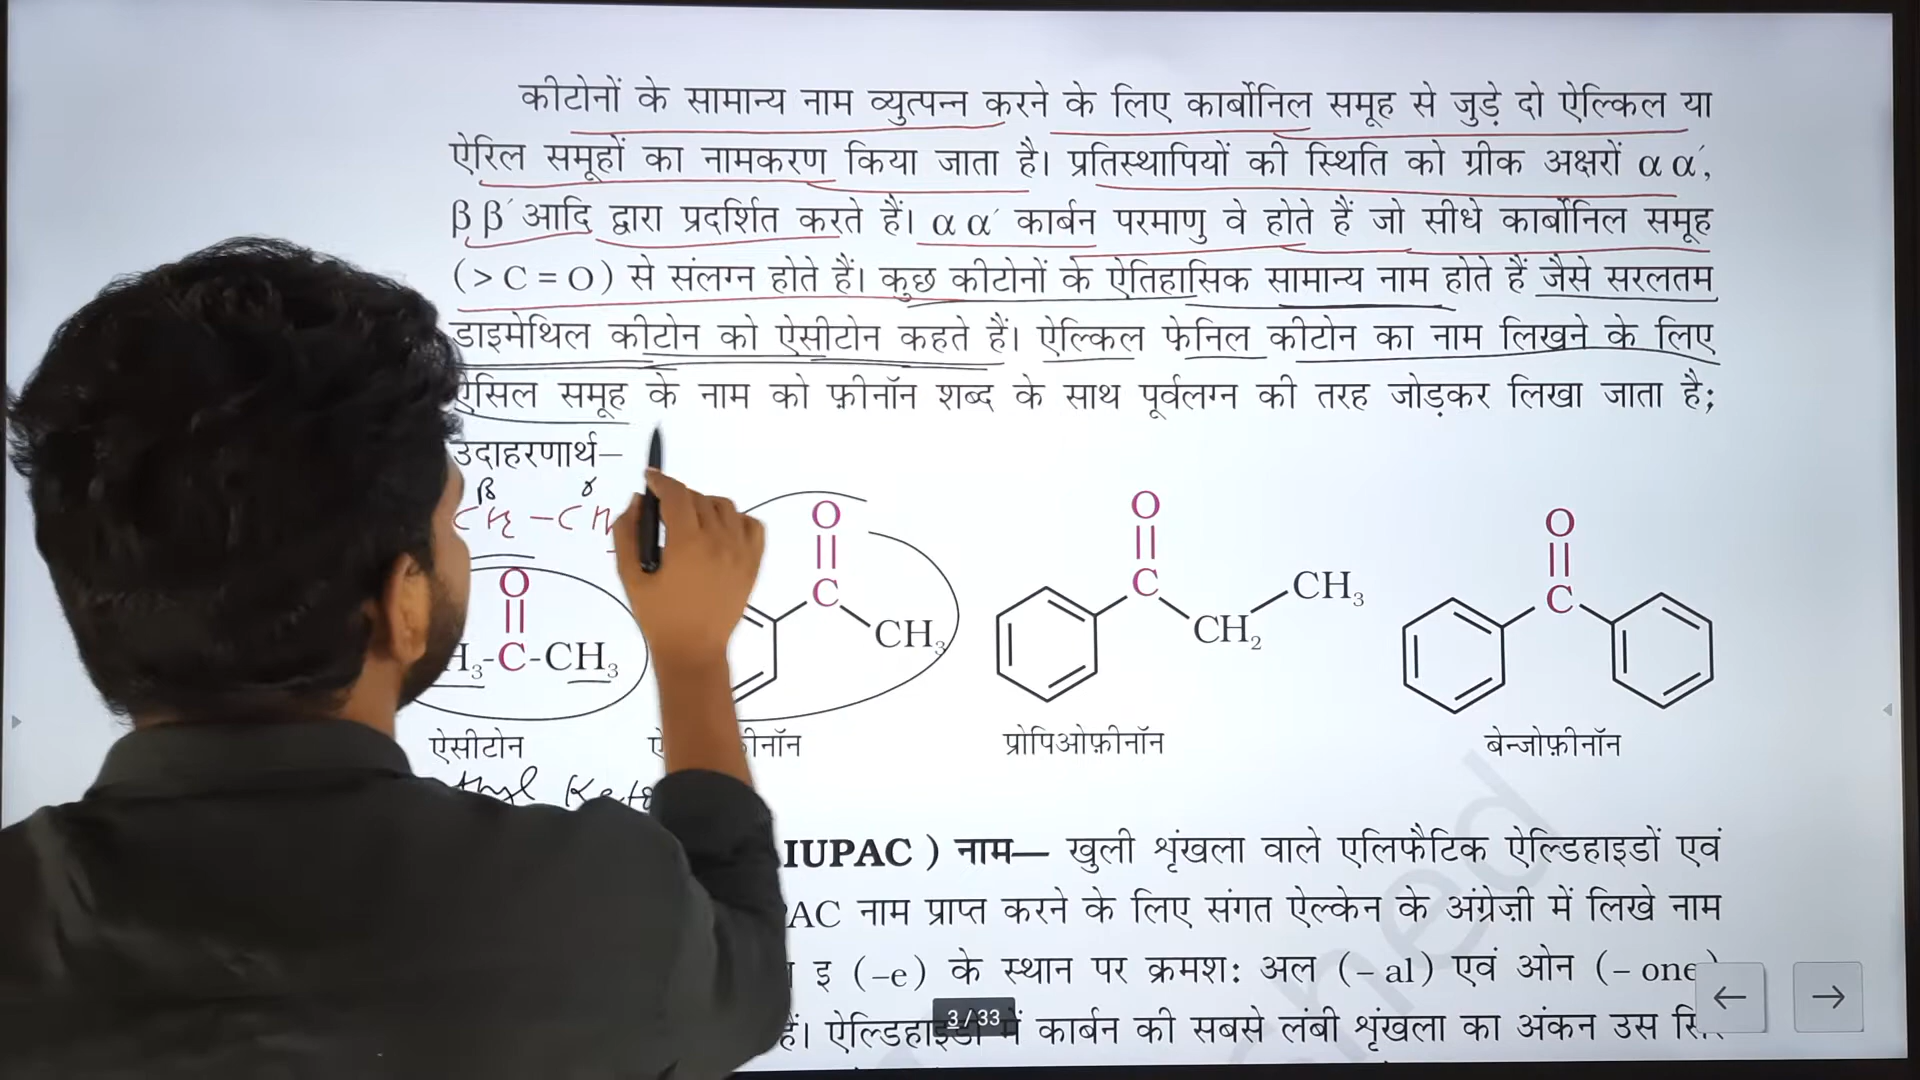 कीटोनों के सामान्य नाम व्युत्पन्न करने के लिए कार्बोनिल समूह से जुड़े दो ऐल्किल या
ऐरिल समूहों का नामकरण किया जाता है। प्रतिस्थापियों की स्थिति को ग्रीक अक्षरों α α′,
β β′ आदि द्वारा प्रदर्शित करते हैं। α α′ कार्बन परमाणु वे होते हैं जो सीधे कार्बोनिल समूह
(>C=O) से संलग्न होते हैं। कुछ कीटोनों के ऐतिहासिक सामान्य नाम होते हैं जैसे सरलतम
डाइमेथिल कीटोन को ऐसीटोन कहते हैं। ऐल्किल फेनिल कीटोन का नाम लिखने के लिए
ऐसिल समूह के नाम को फ़ीनॉन शब्द के साथ पूर्वलग्न की तरह जोड़कर लिखा जाता है;
उदाहरणार्थ—
β
O O O O
C C C
CH₃ CH₂ CH₃
H₃-C-CH₃
ऐसीटोन नॉन प्रोपिओफ़ीनॉन बेन्जोफ़ीनॉन
IUPAC ) नाम— खुली शृंखला वाले एलिफैटिक ऐल्डिहाइडों एवं
AC नाम प्राप्त करने के लिए संगत ऐल्केन के अंग्रेज़ी में लिखे नाम
इ (–e) के स्थान पर क्रमश: अल (– al) एवं ओन (– one)
हैं। ऐल्डिहाइडों में कार्बन की सबसे लंबी शृंखला का अंकन उस
3 / 33
← →